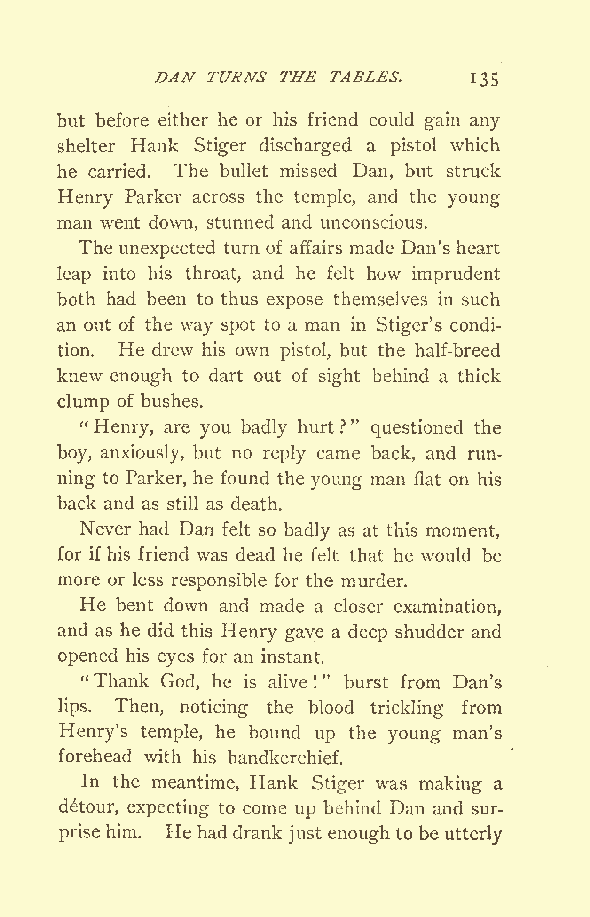 DAN TURNS THE TABLES. 135
but before either he or his friend could gain any
shelter Hank Stiger discharged a pistol which
he carried. The bullet missed Dan, but struck
Henry Parker across the temple, and the young
man went down, stunned and unconscious.
The unexpected turn of affairs made Dan's heart
leap into his throat, and he felt how imprudent
both had been to thus expose themselves in such
an out of the way spot to a man in Stiger's condi-
tion. He drew his own pistol, but the half-breed
knew enough to dart out of sight behind a thick
clump of bushes.
"Henry, are you badly hurt?" questioned the
boy, anxiously, but no reply came back, and run-
ning to Parker, he found the young man flat on his
back and as still as death.
Never had Dan felt so badly as at this moment,
for if his friend was dead he felt that he would be
more or less responsible for the murder.
He bent down and made a closer examination,
and as he did this Henry gave a deep shudder and
opened his eyes for an instant.
"Thank God, he is alive!" burst from Dan's
lips. Then, noticing the blood trickling from
Henry's temple, he bound up the young man's
forehead with his handkerchief.
In the meantime, Hank Stiger was making a
détour, expecting to come up behind Dan and sur-
prise him. He had drank just enough to be utterly